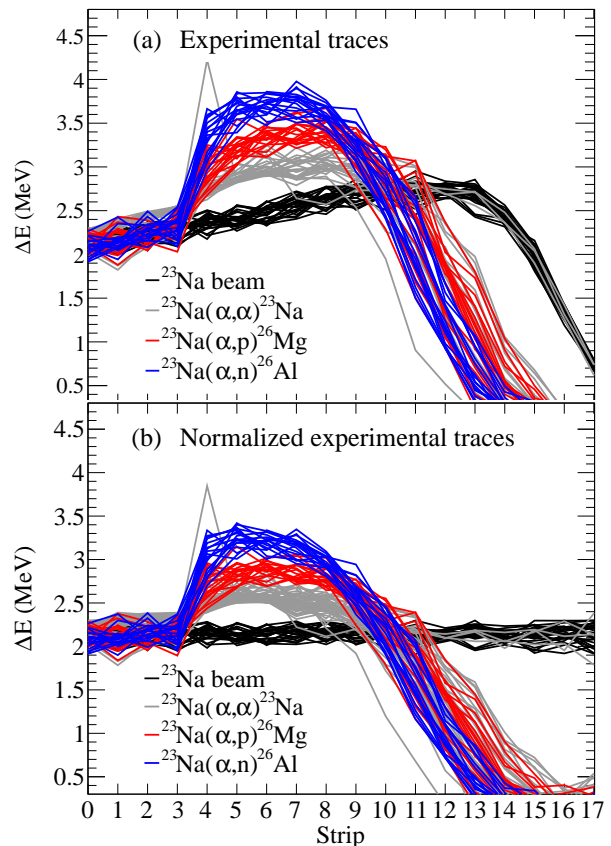 (a) Experimental traces
4.5
4
3.5
3
2.5
2
1.5
1
0.5
ΔE (MeV)
²³Na beam
²³Na(α,α)²³Na
²³Na(α,p)²⁶Mg
²³Na(α,n)²⁶Al
(b) Normalized experimental traces
4.5
4
3.5
3
2.5
2
1.5
1
0.5
ΔE (MeV)
²³Na beam
²³Na(α,α)²³Na
²³Na(α,p)²⁶Mg
²³Na(α,n)²⁶Al
0 1 2 3 4 5 6 7 8 9 10 11 12 13 14 15 16 17
Strip